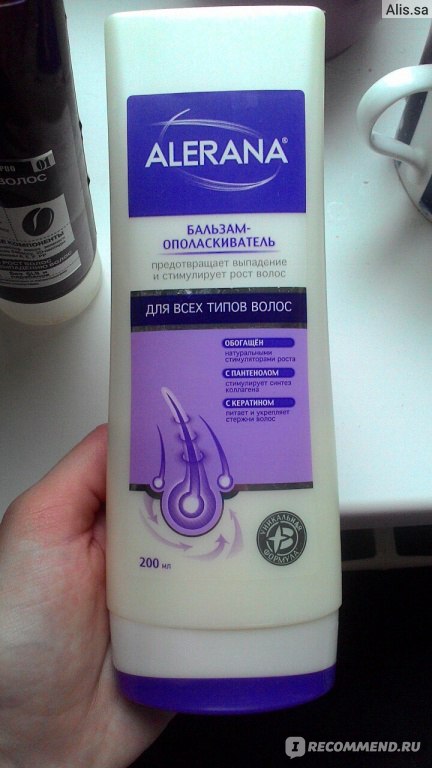 Alis.sa
01
ВОЛОС
ALERANA®
БАЛЬЗАМ-
ОПОЛАСКИВАТЕЛЬ
предотвращает выпадение
и стимулирует рост волос
ДЛЯ ВСЕХ ТИПОВ ВОЛОС
ОБОГАЩЁН
натуральными
стимуляторами роста
С ПАНТЕНОЛОМ
стимулирует синтез
коллагена
С КЕРАТИНОМ
питает и укрепляет
стержни волос
УНИКАЛЬНАЯ
ФОРМУЛА
200 мл
I RECOMMEND.RU